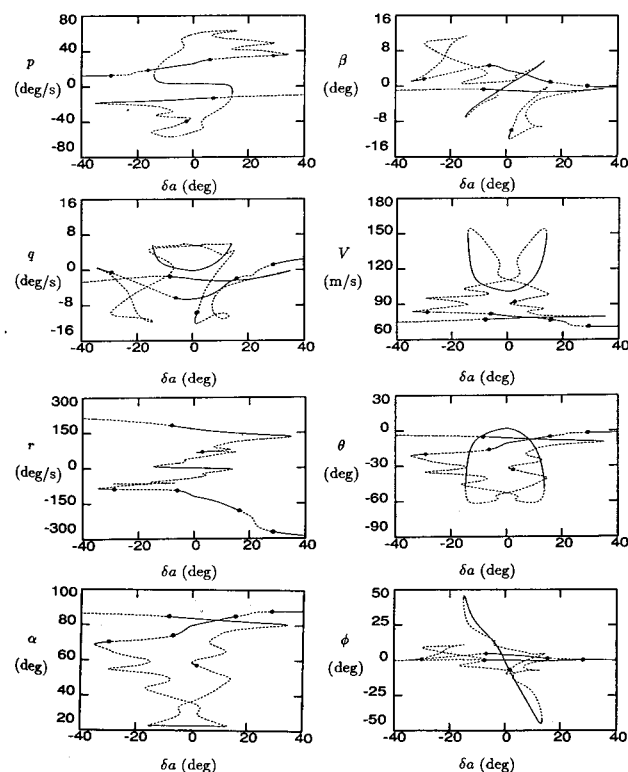 80
40
0
-40
-80
p
(deg/s)
-40 -20 0 20 40
δa (deg)
16
8
0
-8
-16
β
(deg)
-40 -20 0 20 40
δa (deg)
16
8
0
-8
-16
q
(deg/s)
-40 -20 0 20 40
δa (deg)
180
150
120
90
60
V
(m/s)
-40 -20 0 20 40
δa (deg)
300
150
0
-150
-300
r
(deg/s)
-40 -20 0 20 40
δa (deg)
30
0
-30
-60
-90
θ
(deg)
-40 -20 0 20 40
δa (deg)
100
80
60
40
20
α
(deg)
-40 -20 0 20 40
δa (deg)
50
25
0
-25
-50
ϕ
(deg)
-40 -20 0 20 40
δa (deg)